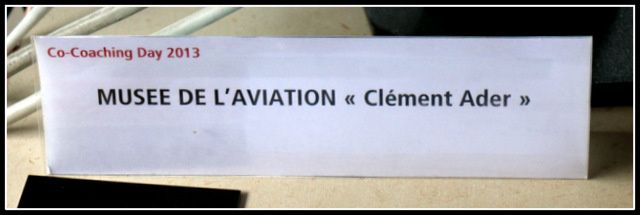 Co-Coaching Day 2013
MUSEE DE L’AVIATION « Clément Ader »